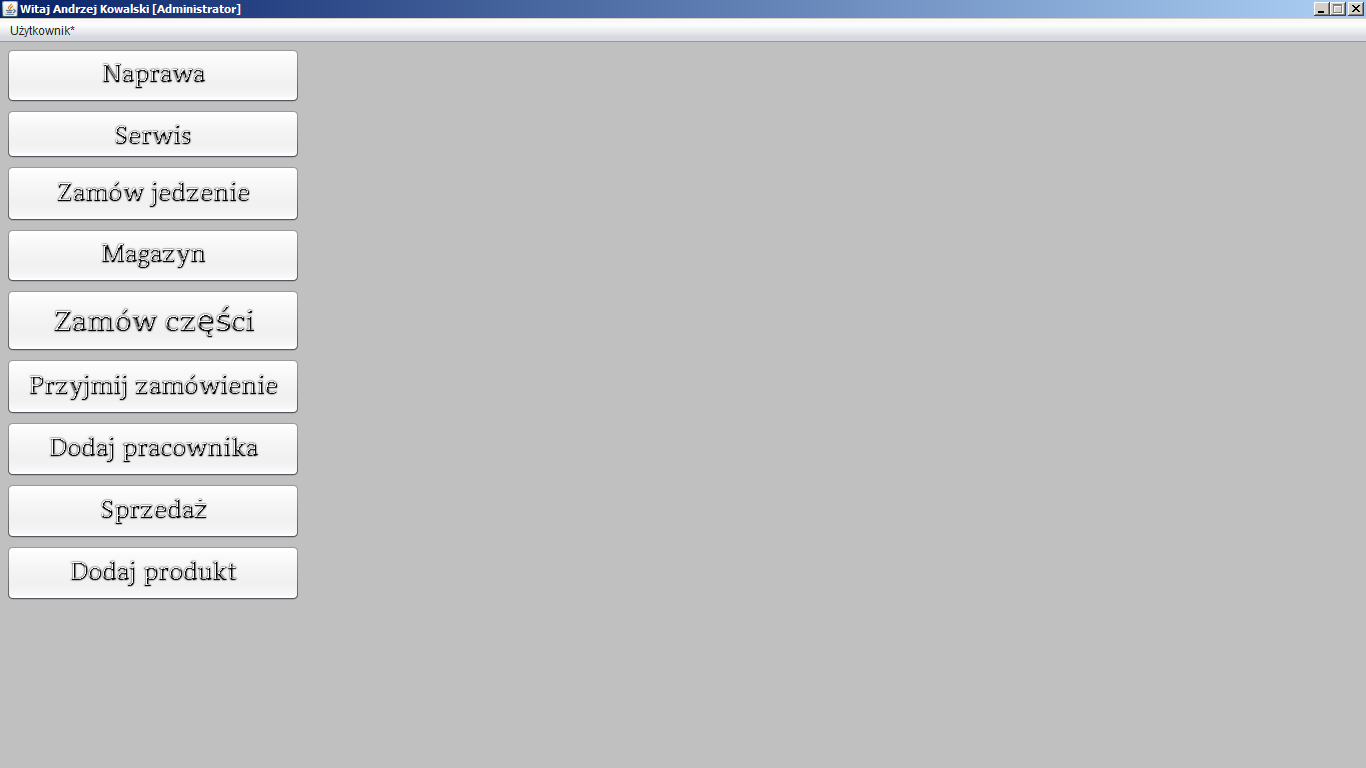 Witaj Andrzej Kowalski [Administrator]
Użytkownik*
Naprawa
Serwis
Zamów jedzenie
Magazyn
Zamów części
Przyjmij zamówienie
Dodaj pracownika
Sprzedaż
Dodaj produkt